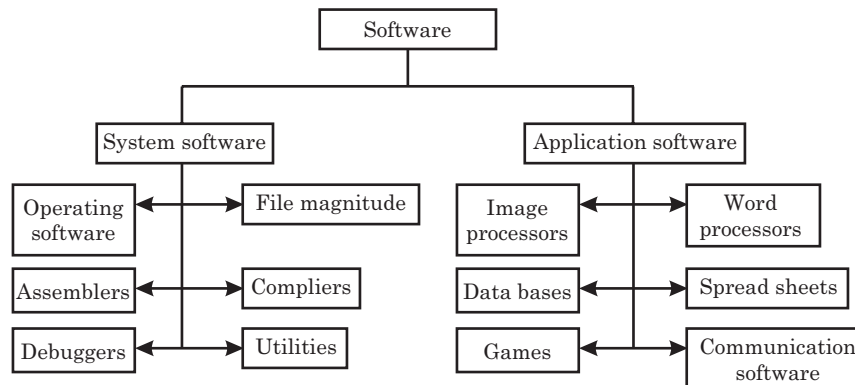 Software
System software
Application software
Operating
software
File magnitude
Image
processors
Word
processors
Assemblers
Compliers
Data bases
Spread sheets
Debuggers
Utilities
Games
Communication
software